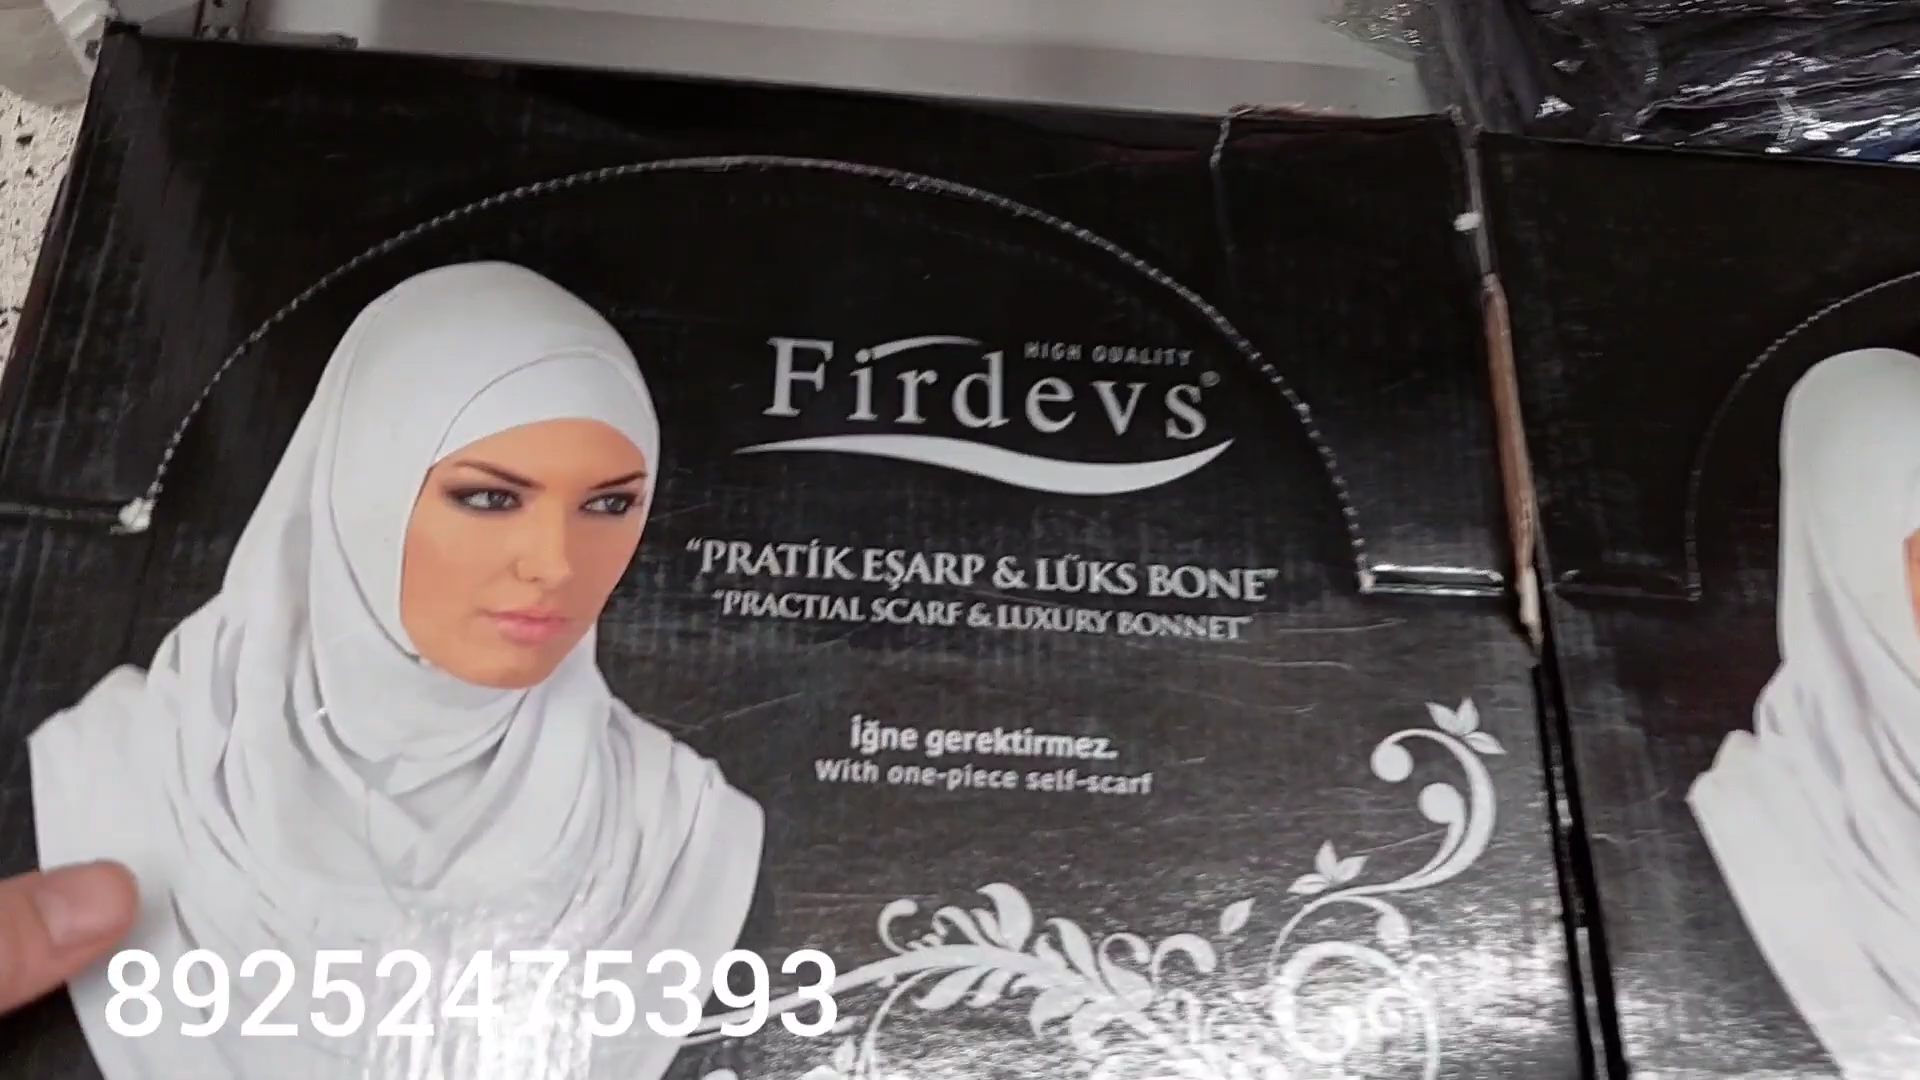 HIGH QUALITY
Firdevs®
“PRATİK EŞARP & LÜKS BONE”
“PRACTIAL SCARF & LUXURY BONNET”
İğne gerektirmez.
With one-piece self-scarf
89252475393